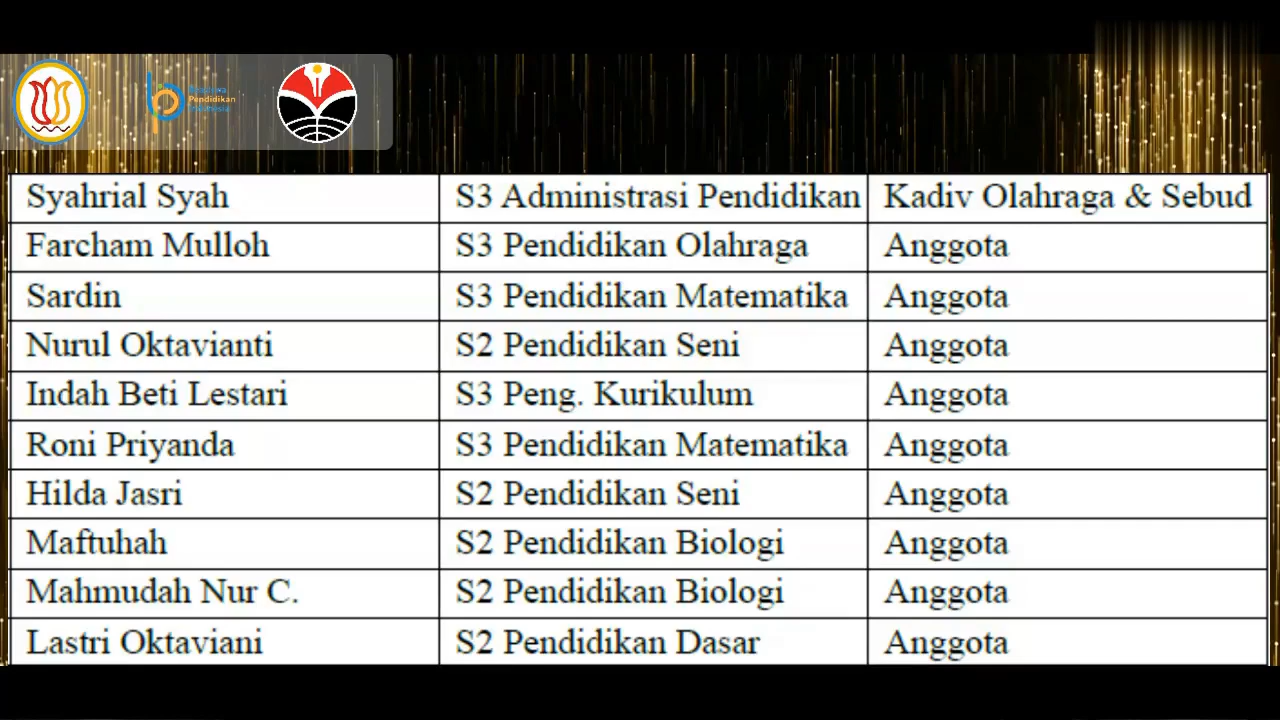 Beasiswa
Pendidikan
Indonesia
Syahrial Syah S3 Administrasi Pendidikan Kadiv Olahraga & Sebud
Farcham Mulloh S3 Pendidikan Olahraga Anggota
Sardin S3 Pendidikan Matematika Anggota
Nurul Oktavianti S2 Pendidikan Seni Anggota
Indah Beti Lestari S3 Peng. Kurikulum Anggota
Roni Priyanda S3 Pendidikan Matematika Anggota
Hilda Jasri S2 Pendidikan Seni Anggota
Maftuhah S2 Pendidikan Biologi Anggota
Mahmudah Nur C. S2 Pendidikan Biologi Anggota
Lastri Oktaviani S2 Pendidikan Dasar Anggota